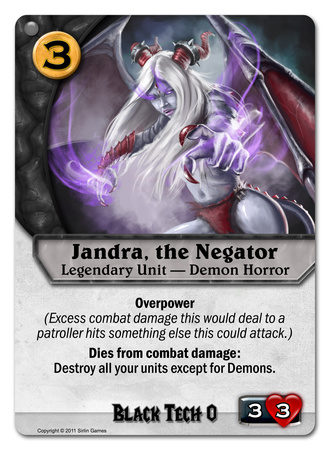 3
Jandra, the Negator
Legendary Unit — Demon Horror
Overpower
(Excess combat damage this would deal to a
patroller hits something else this could attack.)
Dies from combat damage:
Destroy all your units except for Demons.
Black Tech 0
3 3
Copyright © 2011 Sirlin Games